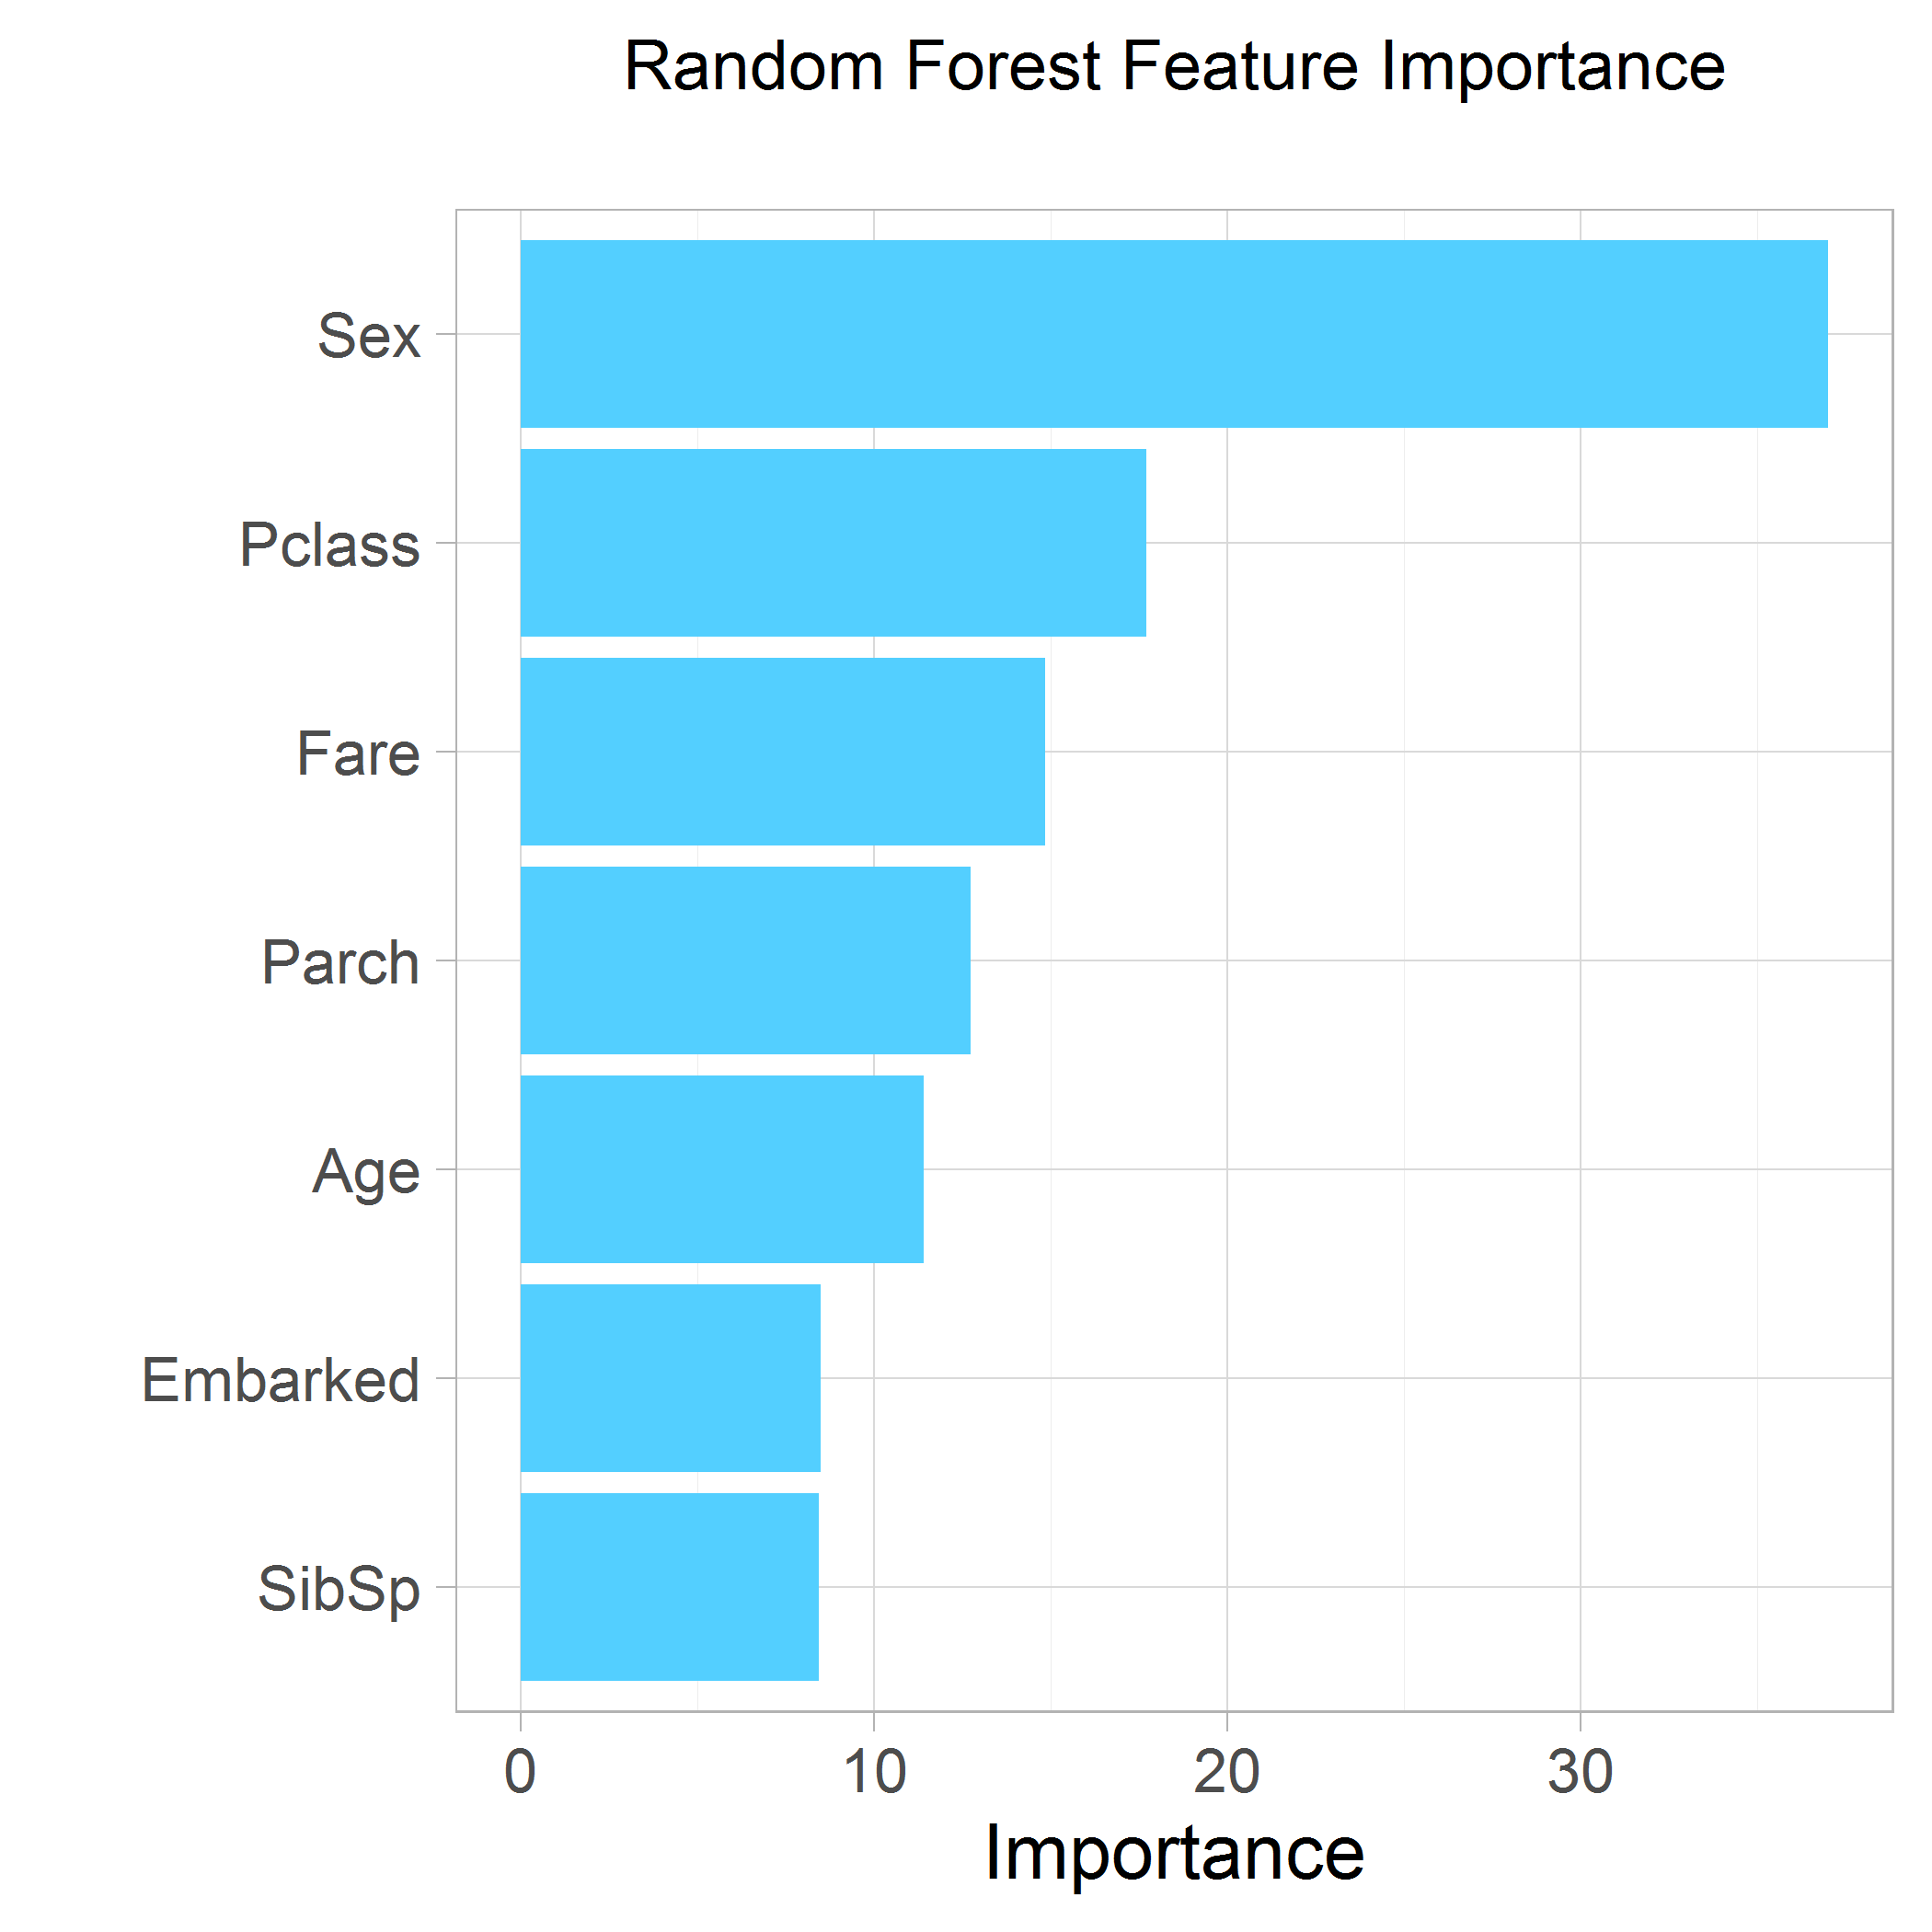 Random Forest Feature Importance
Sex
Pclass
Fare
Parch
Age
Embarked
SibSp
0 10 20 30
Importance